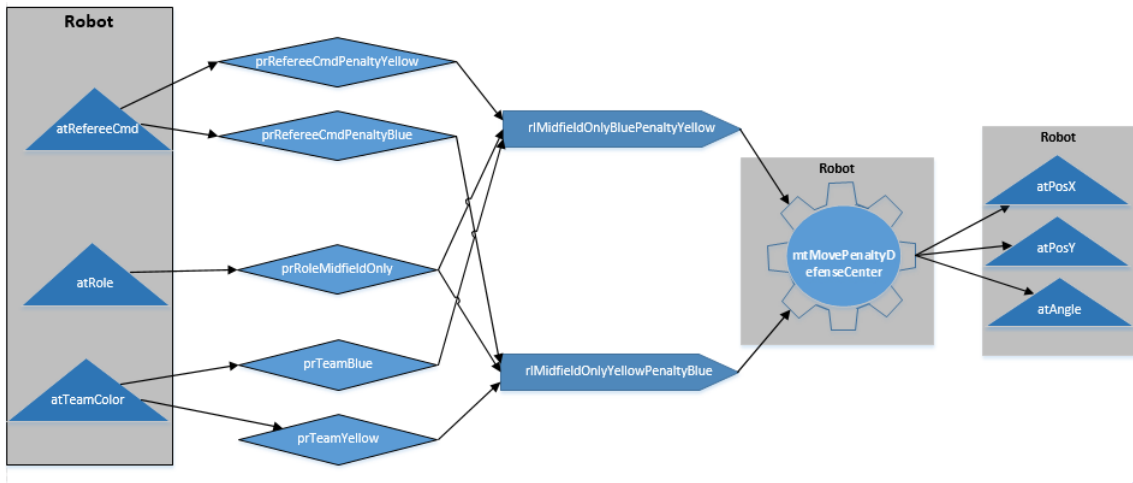 Robot
atRefereeCmd
atRole
atTeamColor
prRefereeCmdPenaltyYellow
prRefereeCmdPenaltyBlue
prRoleMidfieldOnly
prTeamBlue
prTeamYellow
rlMidfieldOnlyBluePenaltyYellow
rlMidfieldOnlyYellowPenaltyBlue
Robot
mtMovePenaltyD
efenseCenter
Robot
atPosX
atPosY
atAngle